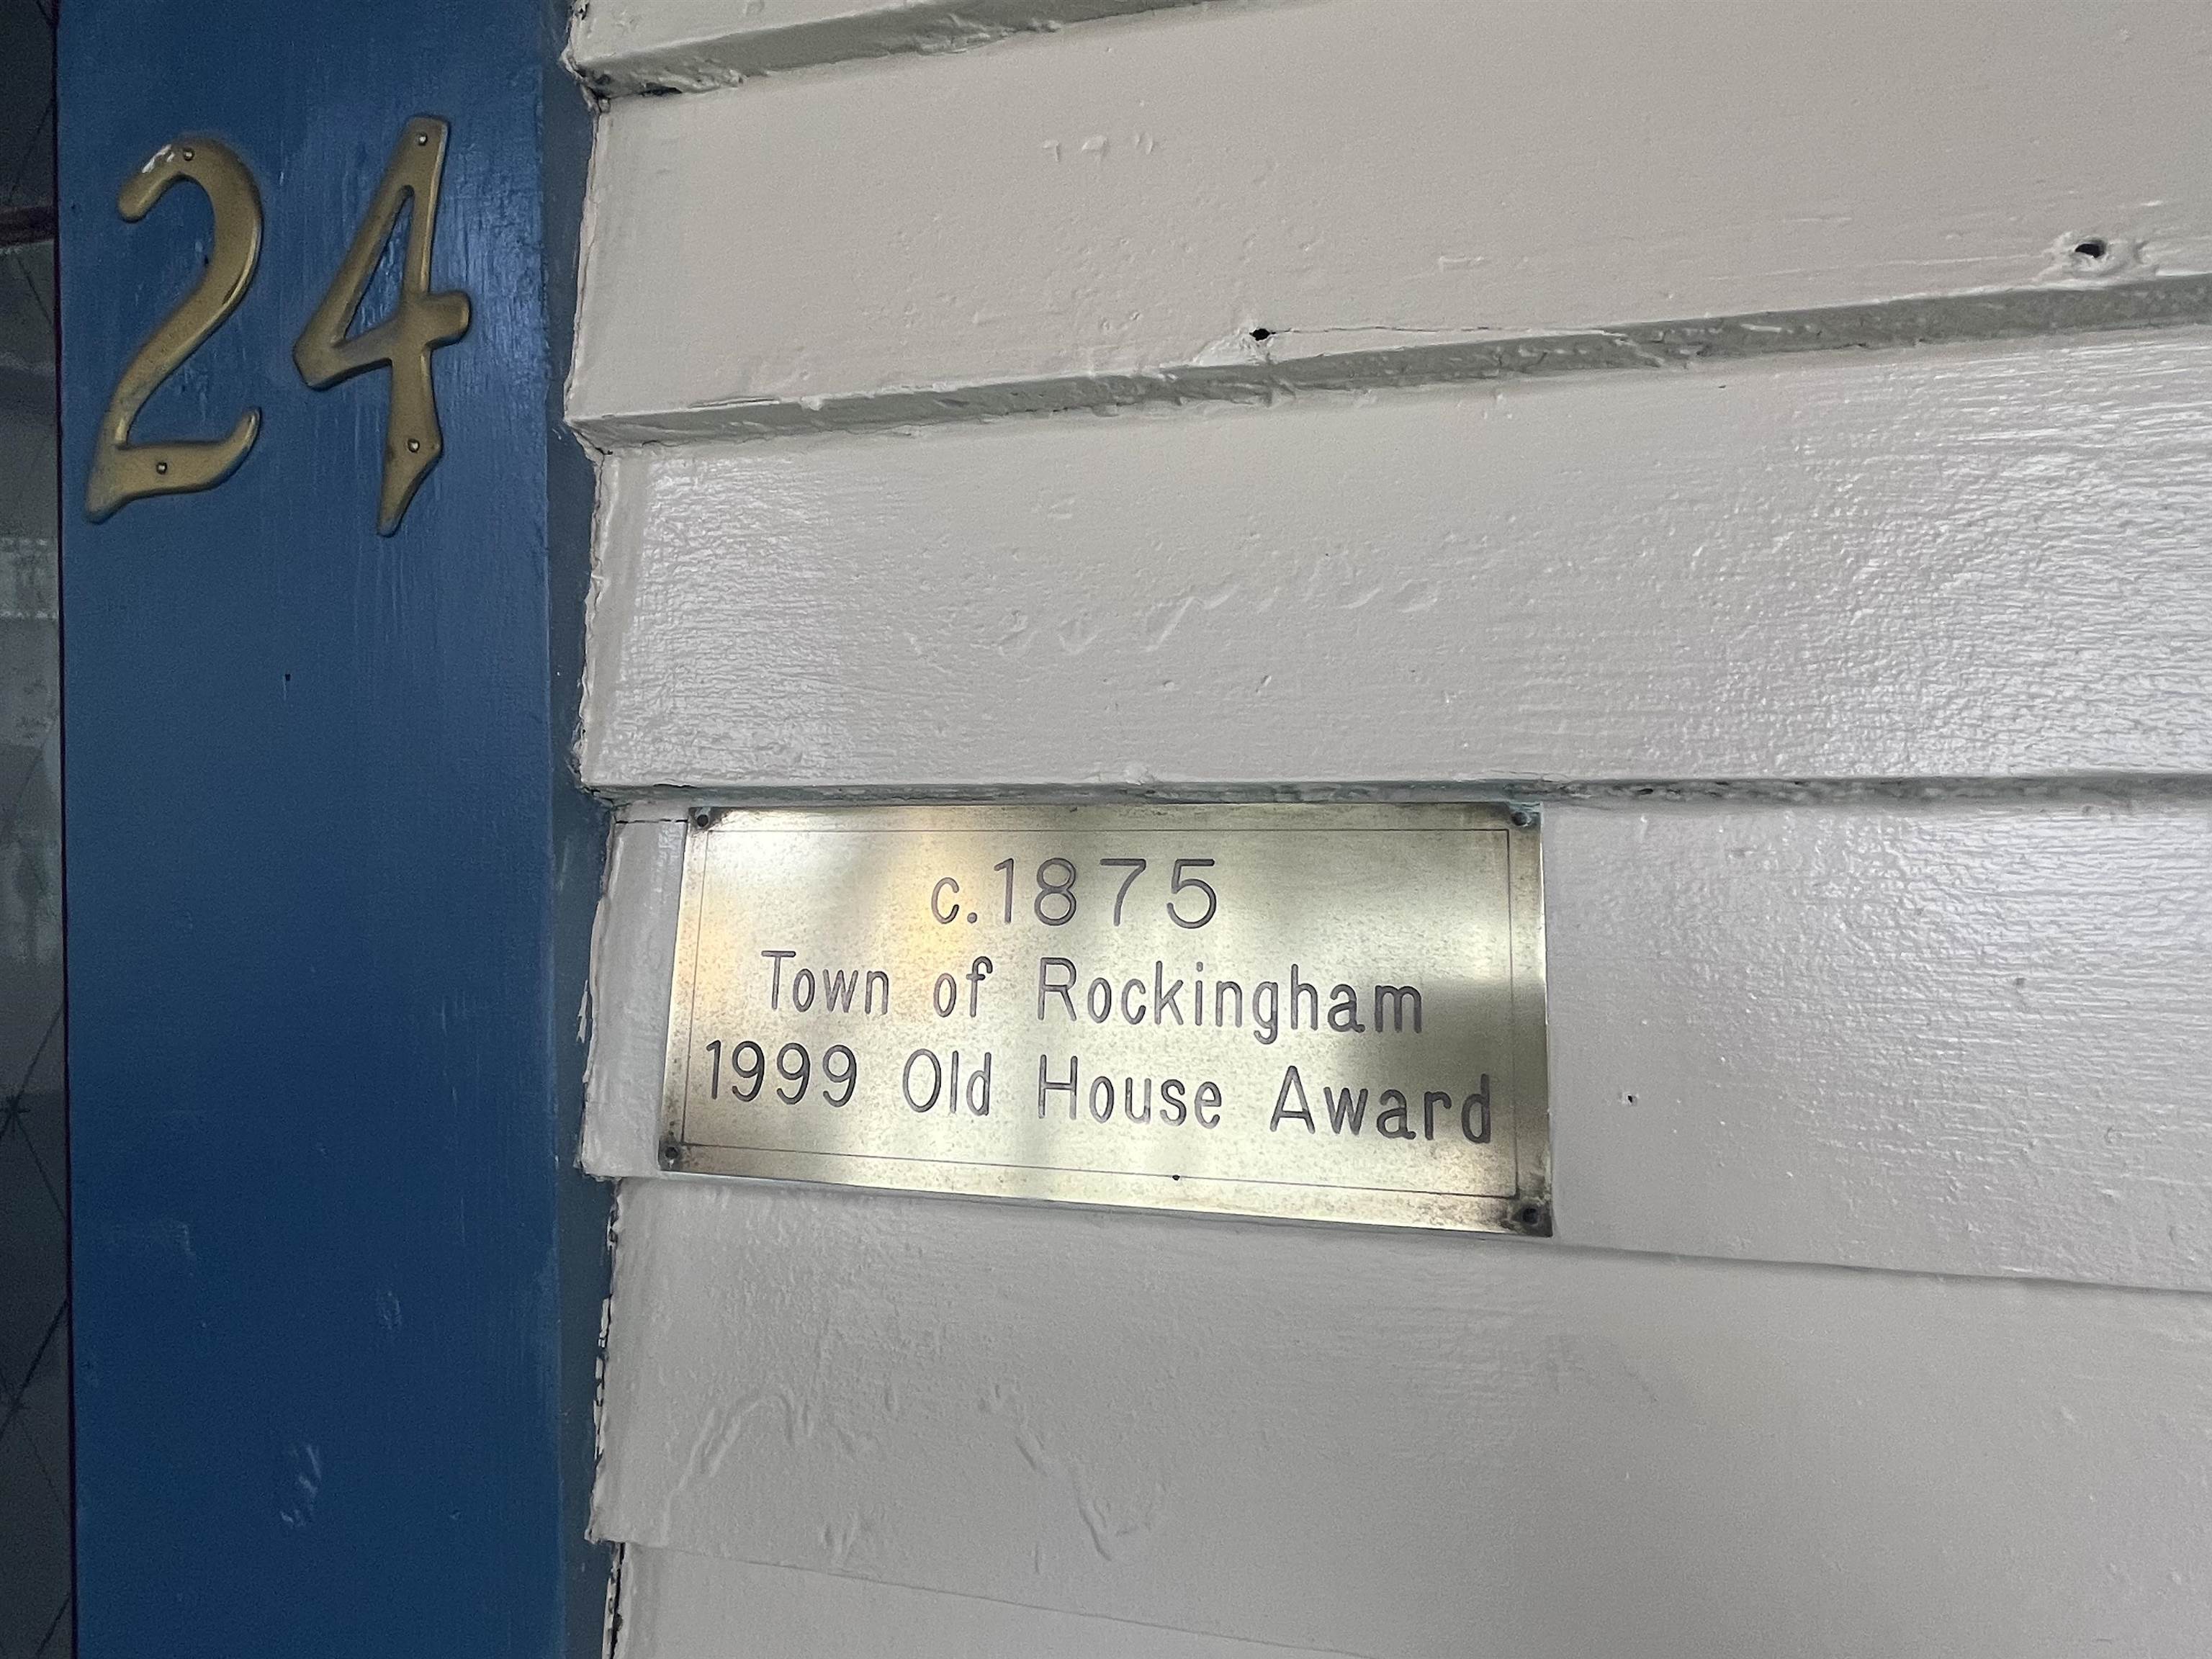 24
c.1875
Town of Rockingham
1999 Old House Award